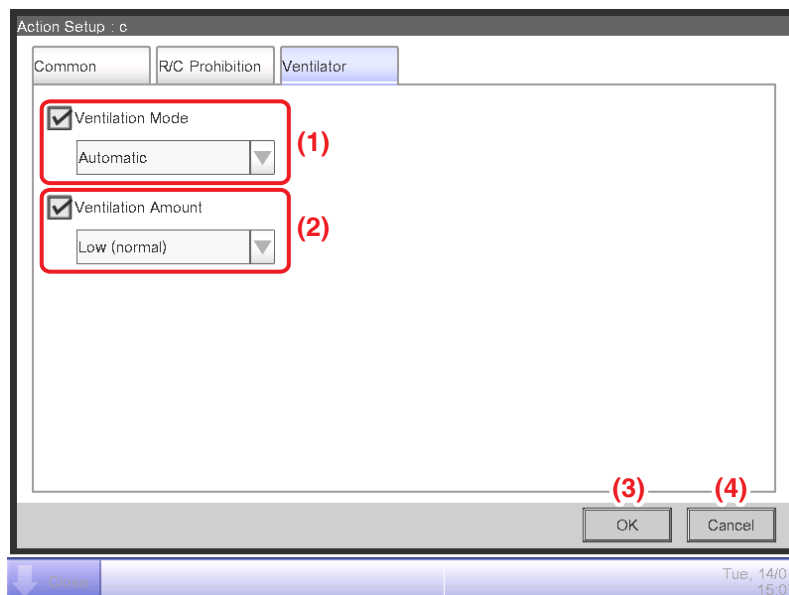 Action Setup : c
Common R/C Prohibition Ventilator
Ventilation Mode
Automatic
(1)
Ventilation Amount
(2)
Low (normal)
(3) (4)
OK Cancel
Close
Tue, 14/0
15:0